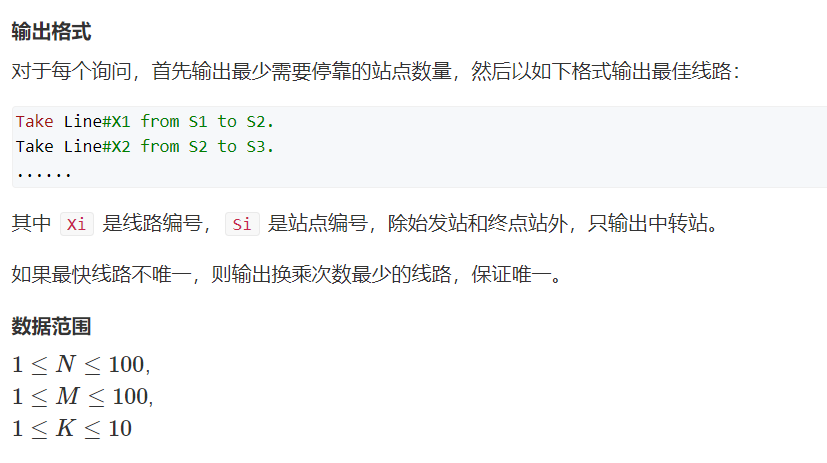 输出格式
对于每个询问，首先输出最少需要停靠的站点数量，然后以如下格式输出最佳线路：
Take Line#X1 from S1 to S2.
Take Line#X2 from S2 to S3.
......
其中 Xi 是线路编号， Si 是站点编号，除始发站和终点站外，只输出中转站。
如果最快线路不唯一，则输出换乘次数最少的线路，保证唯一。
数据范围
1 ≤ N ≤ 100,
1 ≤ M ≤ 100,
1 ≤ K ≤ 10